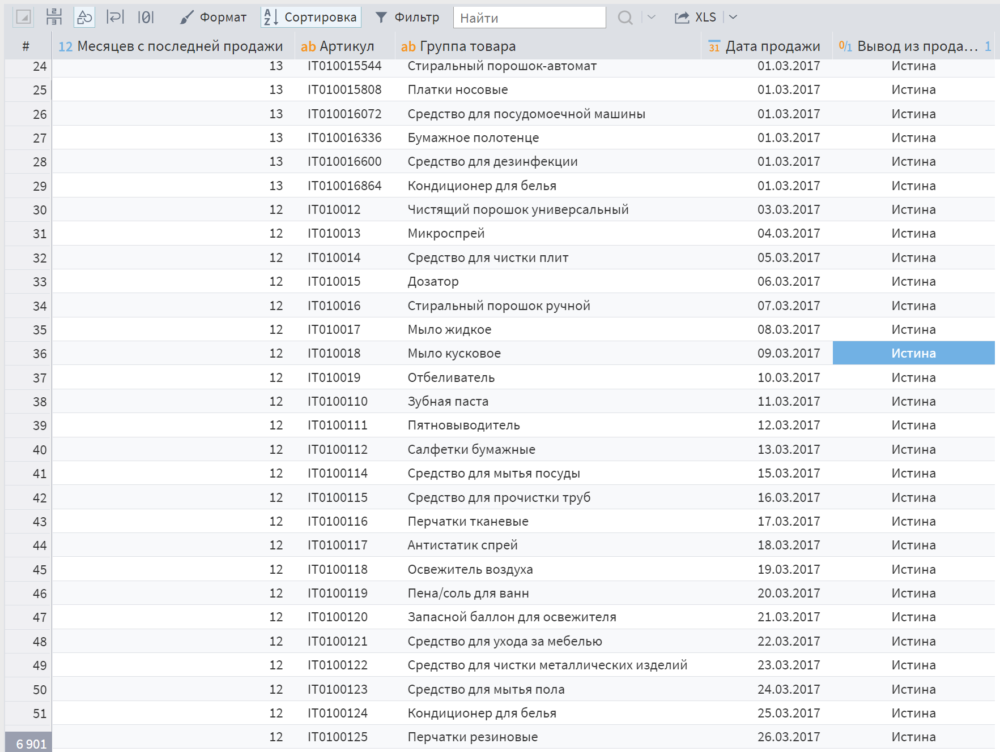 Формат Сортировка Фильтр Найти XLS
# 12 Месяцев с последней продажи ab Артикул ab Группа товара 31 Дата продажи 0/1 Вывод из прода... 1
24 13 IT010015544 Стиральный порошок-автомат 01.03.2017 Истина
25 13 IT010015808 Платки носовые 01.03.2017 Истина
26 13 IT010016072 Средство для посудомоечной машины 01.03.2017 Истина
27 13 IT010016336 Бумажное полотенце 01.03.2017 Истина
28 13 IT010016600 Средство для дезинфекции 01.03.2017 Истина
29 13 IT010016864 Кондиционер для белья 01.03.2017 Истина
30 12 IT010012 Чистящий порошок универсальный 03.03.2017 Истина
31 12 IT010013 Микроспрей 04.03.2017 Истина
32 12 IT010014 Средство для чистки плит 05.03.2017 Истина
33 12 IT010015 Дозатор 06.03.2017 Истина
34 12 IT010016 Стиральный порошок ручной 07.03.2017 Истина
35 12 IT010017 Мыло жидкое 08.03.2017 Истина
36 12 IT010018 Мыло кусковое 09.03.2017 Истина
37 12 IT010019 Отбеливатель 10.03.2017 Истина
38 12 IT0100110 Зубная паста 11.03.2017 Истина
39 12 IT0100111 Пятновыводитель 12.03.2017 Истина
40 12 IT0100112 Салфетки бумажные 13.03.2017 Истина
41 12 IT0100114 Средство для мытья посуды 15.03.2017 Истина
42 12 IT0100115 Средство для прочистки труб 16.03.2017 Истина
43 12 IT0100116 Перчатки тканевые 17.03.2017 Истина
44 12 IT0100117 Антистатик спрей 18.03.2017 Истина
45 12 IT0100118 Освежитель воздуха 19.03.2017 Истина
46 12 IT0100119 Пена/соль для ванн 20.03.2017 Истина
47 12 IT0100120 Запасной баллон для освежителя 21.03.2017 Истина
48 12 IT0100121 Средство для ухода за мебелью 22.03.2017 Истина
49 12 IT0100122 Средство для чистки металлических изделий 23.03.2017 Истина
50 12 IT0100123 Средство для мытья пола 24.03.2017 Истина
51 12 IT0100124 Кондиционер для белья 25.03.2017 Истина
6 901 12 IT0100125 Перчатки резиновые 26.03.2017 Истина